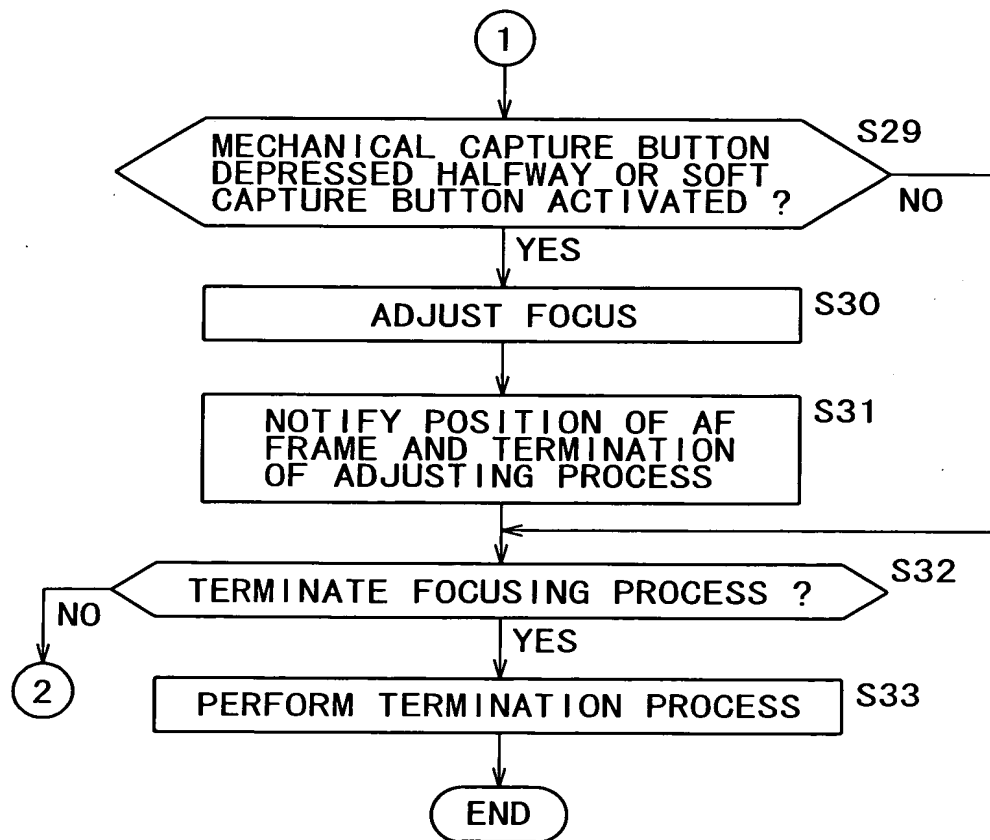 1
MECHANICAL CAPTURE BUTTON
DEPRESSED HALFWAY OR SOFT
CAPTURE BUTTON ACTIVATED ?
S29
NO
YES
ADJUST FOCUS
S30
NOTIFY POSITION OF AF
FRAME AND TERMINATION
OF ADJUSTING PROCESS
S31
TERMINATE FOCUSING PROCESS ?
S32
NO
YES
2
PERFORM TERMINATION PROCESS
S33
END